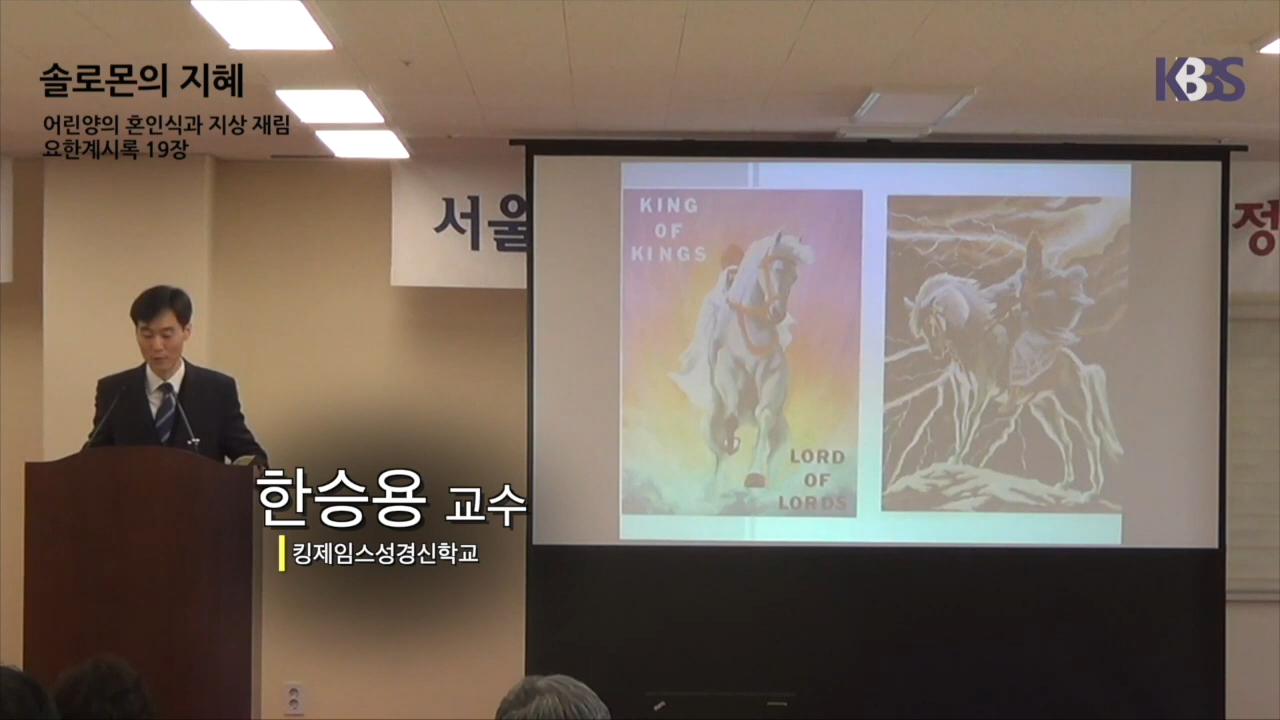 솔로몬의 지혜
어린양의 혼인식과 지상 재림
요한계시록 19장
KBBS
서울
정
KING
OF
KINGS
LORD
OF
LORDS
한승용 교수
킹제임스성경신학교